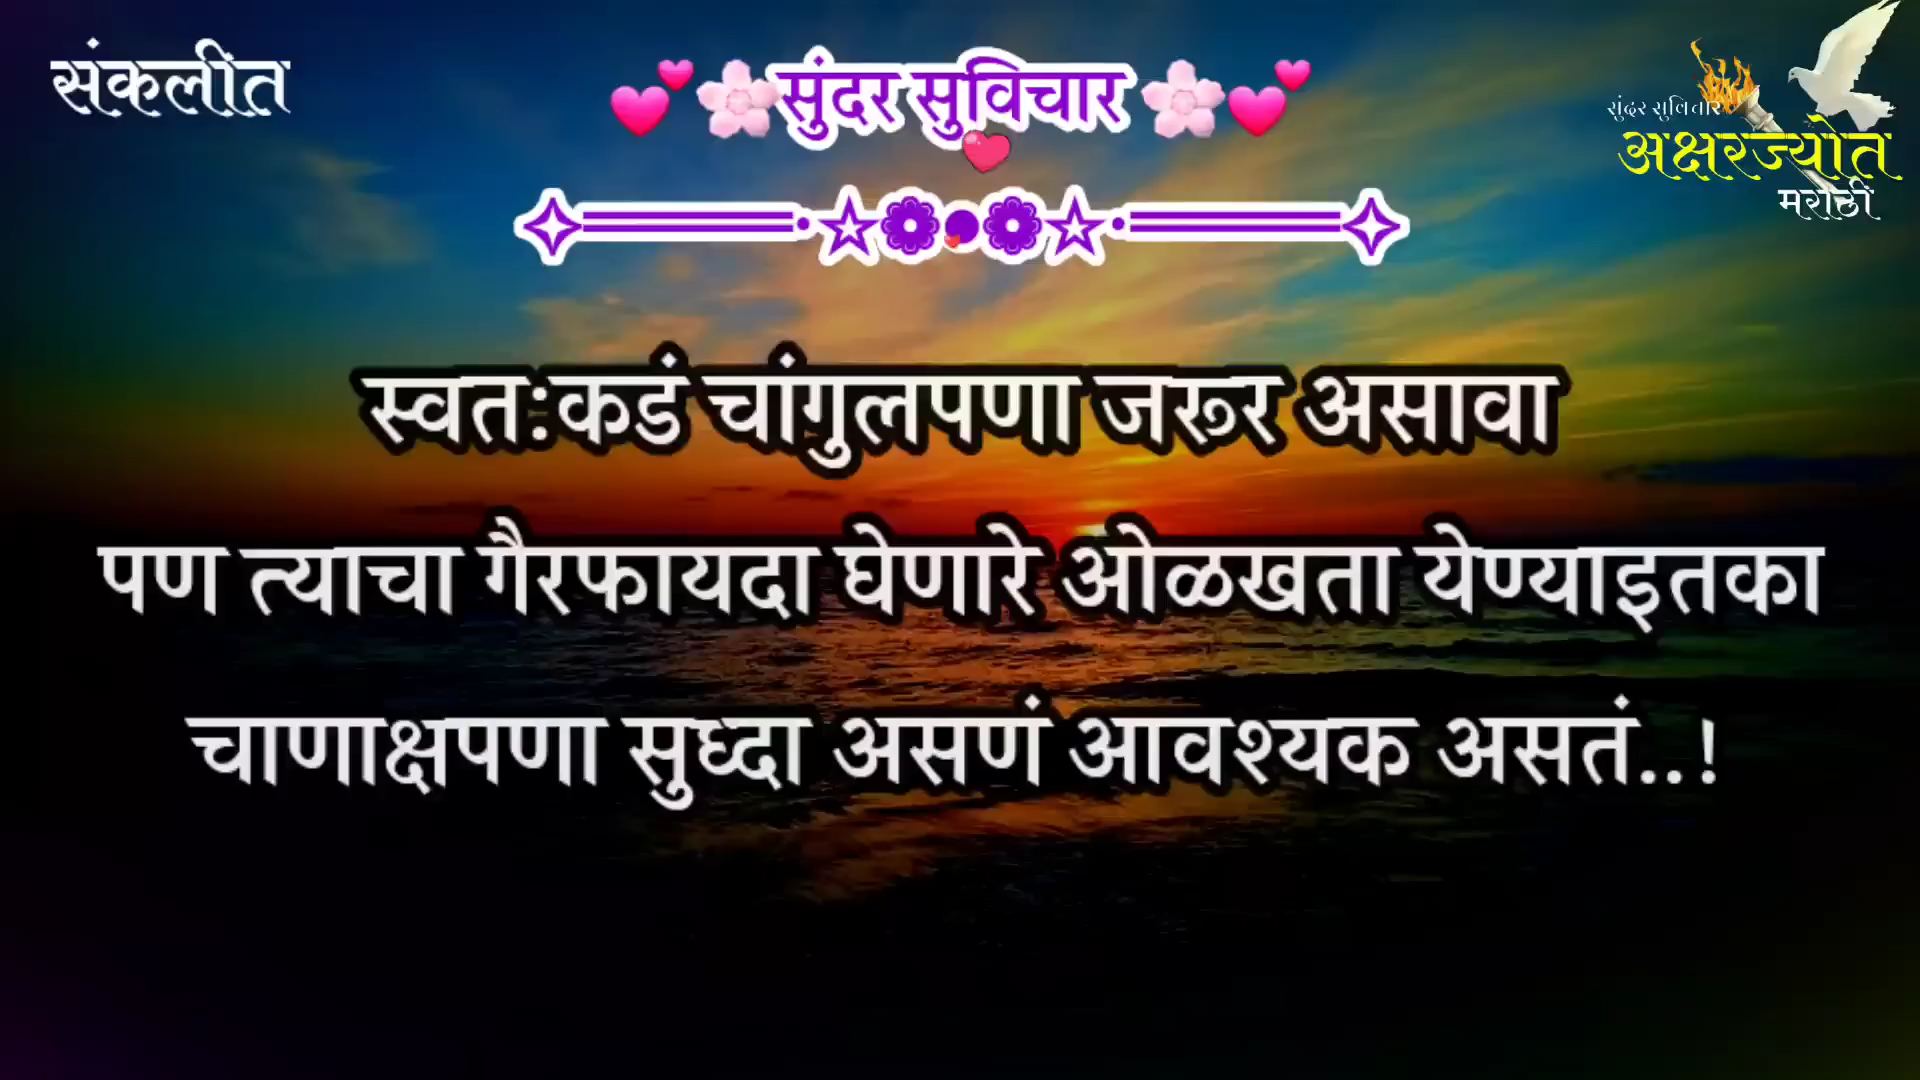 संकलीत
💕🌸सुंदर सुविचार 🌸💕
सुंदर सुविचार
अक्षरज्योत
मराठी
स्वतःकडं चांगुलपणा जरूर असावा
पण त्याचा गैरफायदा घेणारे ओळखता येण्याइतका
चाणाक्षपणा सुध्दा असणं आवश्यक असतं..!